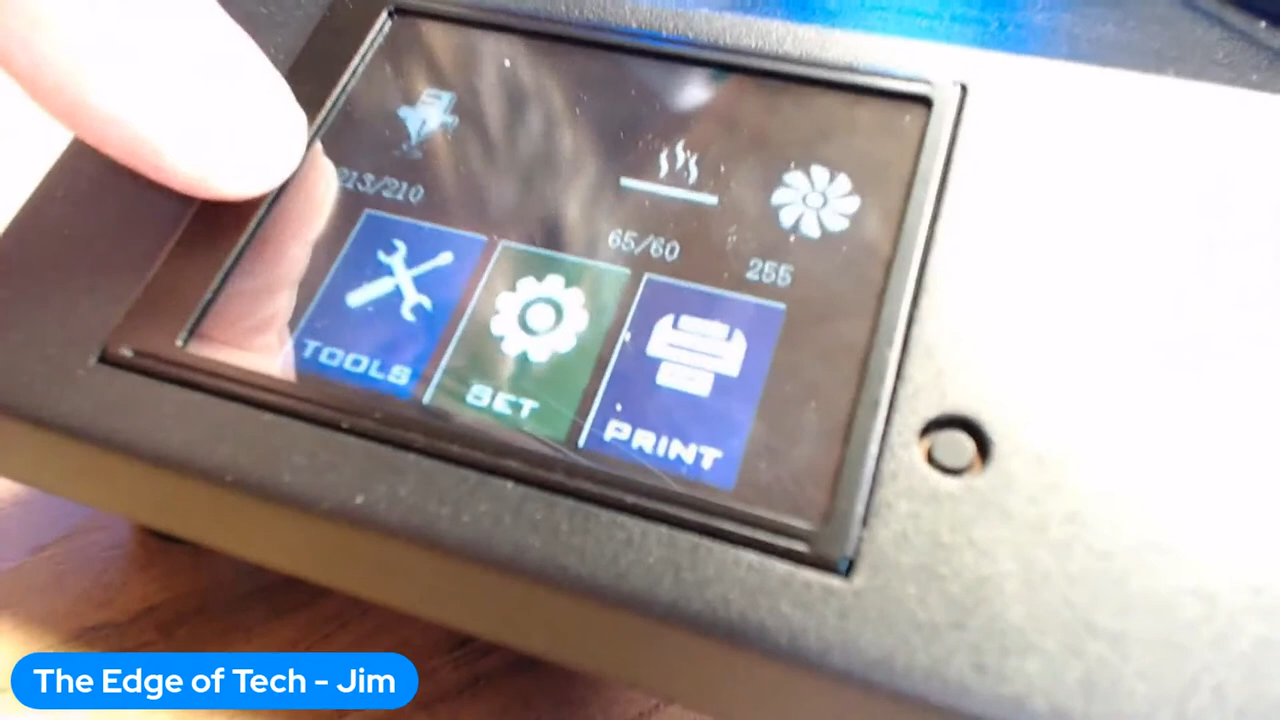 213/210
65/60
255
TOOLS
SET
PRINT
The Edge of Tech - Jim